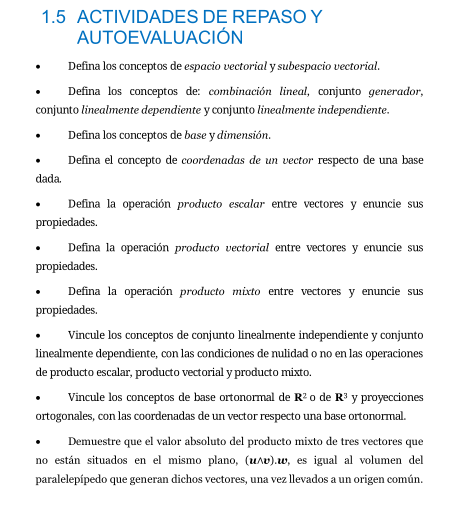 1.5 ACTIVIDADES DE REPASO Y
AUTOEVALUACIÓN
• Defina los conceptos de espacio vectorial y subespacio vectorial.
• Defina los conceptos de: combinación lineal, conjunto generador,
conjunto linealmente dependiente y conjunto linealmente independiente.
• Defina los conceptos de base y dimensión.
• Defina el concepto de coordenadas de un vector respecto de una base
dada.
• Defina la operación producto escalar entre vectores y enuncie sus
propiedades.
• Defina la operación producto vectorial entre vectores y enuncie sus
propiedades.
• Defina la operación producto mixto entre vectores y enuncie sus
propiedades.
• Vincule los conceptos de conjunto linealmente independiente y conjunto
linealmente dependiente, con las condiciones de nulidad o no en las operaciones
de producto escalar, producto vectorial y producto mixto.
• Vincule los conceptos de base ortonormal de R² o de R³ y proyecciones
ortogonales, con las coordenadas de un vector respecto una base ortonormal.
• Demuestre que el valor absoluto del producto mixto de tres vectores que
no están situados en el mismo plano, (u∧v).w, es igual al volumen del
paralelepípedo que generan dichos vectores, una vez llevados a un origen común.